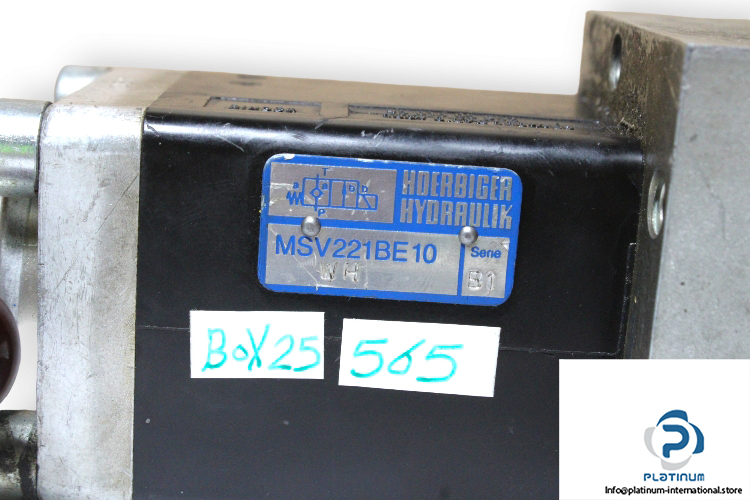 T
P
HOERBIGER
HYDRAULIK
MSV221BE10
WH
Serie
B1
BoX25
565
PLATINUM
Info@platinum-international.store